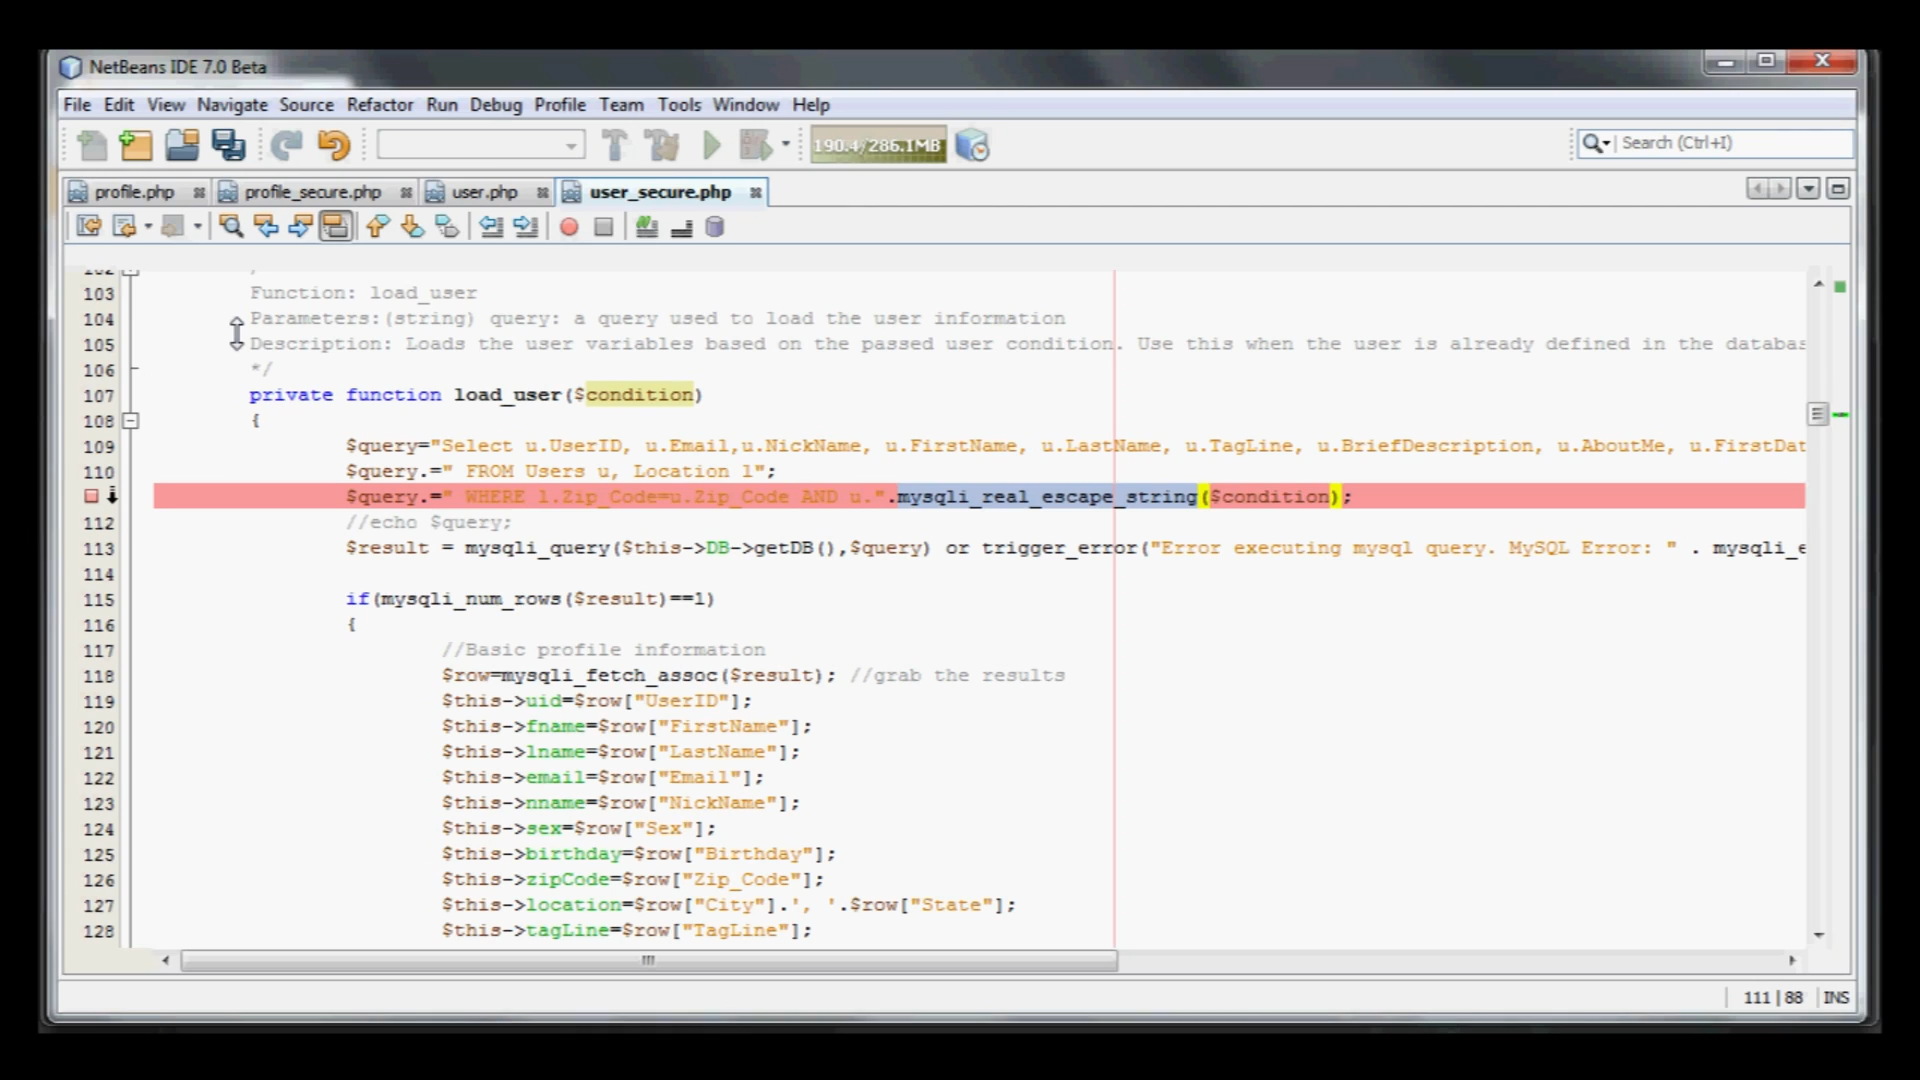 NetBeans IDE 7.0 Beta
File Edit View Navigate Source Refactor Run Debug Profile Team Tools Window Help
190.4/286.1MB
Search (Ctrl+I)
profile.php profile_secure.php user.php user_secure.php
102
103 Function: load_user
104 Parameters:(string) query: a query used to load the user information
105 Description: Loads the user variables based on the passed user condition. Use this when the user is already defined in the databas
106 */
107 private function load_user($condition)
108 {
109 $query="Select u.UserID, u.Email,u.NickName, u.FirstName, u.LastName, u.TagLine, u.BriefDescription, u.AboutMe, u.FirstDat
110 $query.=" FROM Users u, Location l";
$query.=" WHERE l.Zip_Code=u.Zip_Code AND u.".mysqli_real_escape_string($condition);
112 //echo $query;
113 $result = mysqli_query($this->DB->getDB(),$query) or trigger_error("Error executing mysql query. MySQL Error: " . mysqli_e
114
115 if(mysqli_num_rows($result)==1)
116 {
117 //Basic profile information
118 $row=mysqli_fetch_assoc($result); //grab the results
119 $this->uid=$row["UserID"];
120 $this->fname=$row["FirstName"];
121 $this->lname=$row["LastName"];
122 $this->email=$row["Email"];
123 $this->nname=$row["NickName"];
124 $this->sex=$row["Sex"];
125 $this->birthday=$row["Birthday"];
126 $this->zipCode=$row["Zip_Code"];
127 $this->location=$row["City"].', '.$row["State"];
128 $this->tagLine=$row["TagLine"];
111|88 INS